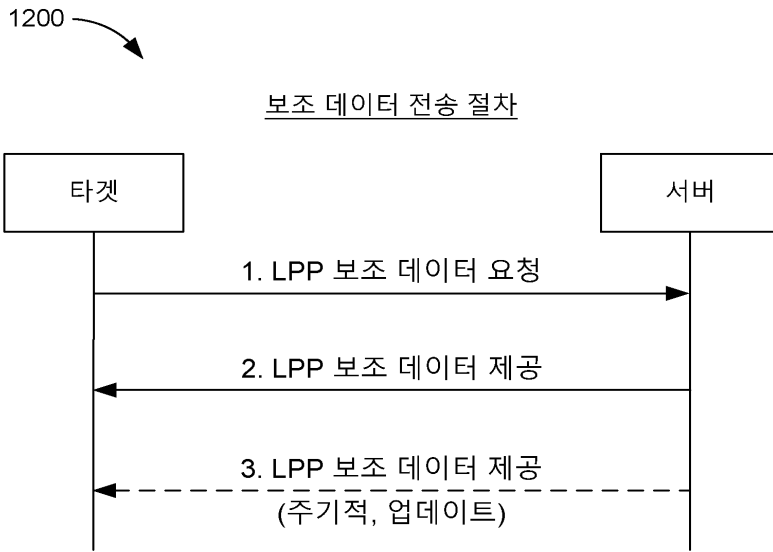 1200
보조 데이터 전송 절차
타겟
서버
1. LPP 보조 데이터 요청
2. LPP 보조 데이터 제공
3. LPP 보조 데이터 제공
(주기적, 업데이트)